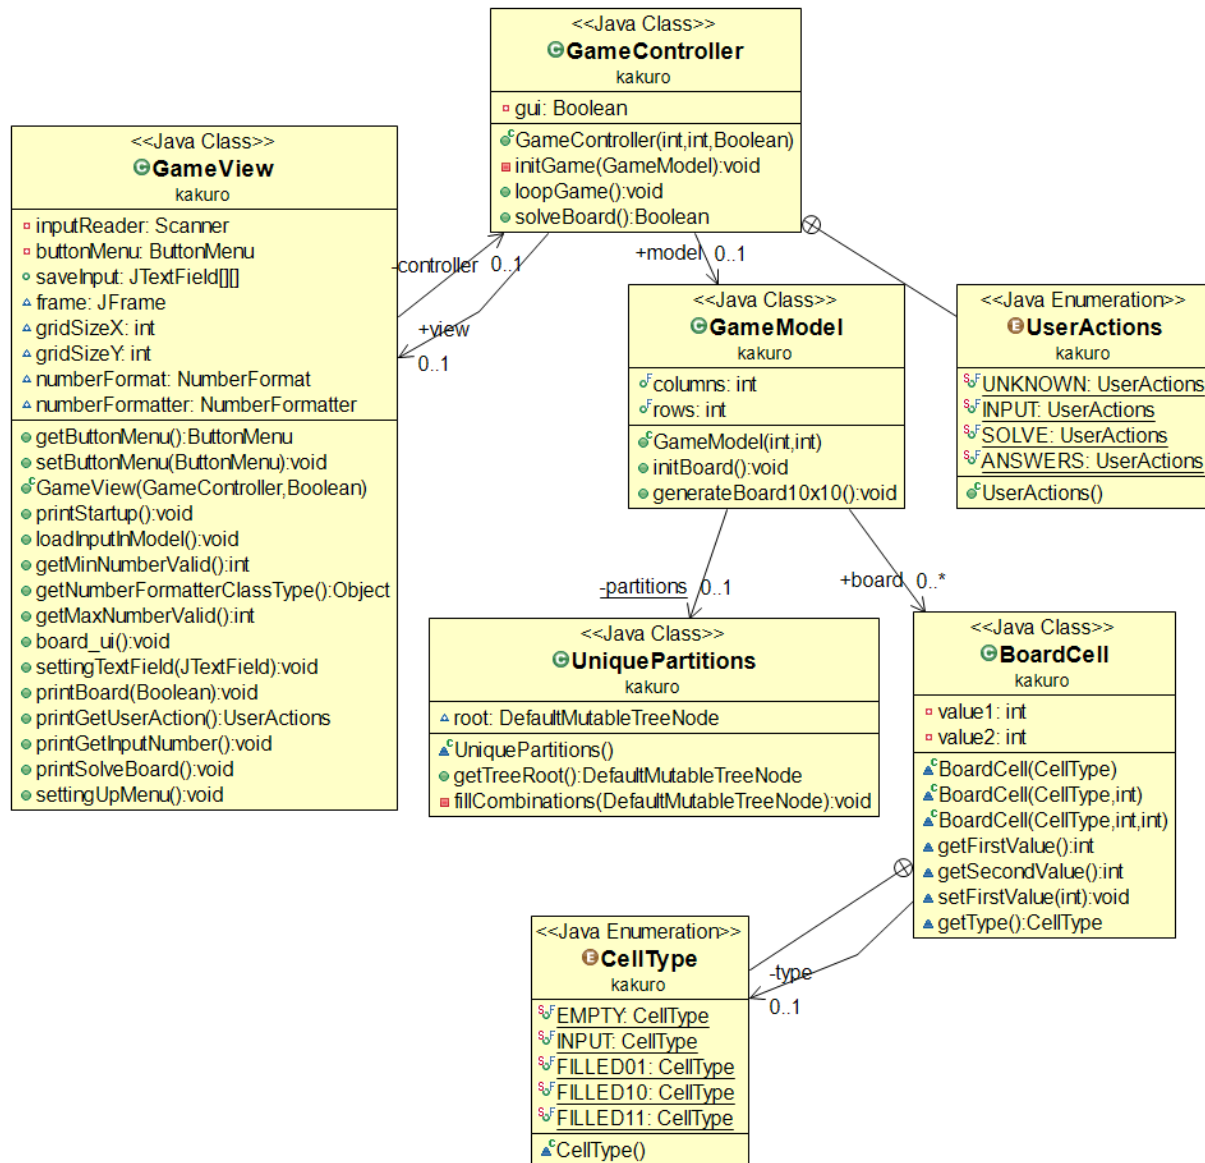 <<Java Class>>
GameController
kakuro
gui: Boolean
GameController(int,int,Boolean)
initGame(GameModel):void
loopGame():void
solveBoard():Boolean
<<Java Class>>
GameView
kakuro
inputReader: Scanner
buttonMenu: ButtonMenu
saveInput: JTextField[][]
frame: JFrame
gridSizeX: int
gridSizeY: int
numberFormat: NumberFormat
numberFormatter: NumberFormatter
getButtonMenu():ButtonMenu
setButtonMenu(ButtonMenu):void
GameView(GameController,Boolean)
printStartup():void
loadInputInModel():void
getMinNumberValid():int
getNumberFormatterClassType():Object
getMaxNumberValid():int
board_ui():void
settingTextField(JTextField):void
printBoard(Boolean):void
printGetUserAction():UserActions
printGetInputNumber():void
printSolveBoard():void
settingUpMenu():void
-controller 0..1
+view
0..1
+model 0..1
<<Java Class>>
GameModel
kakuro
columns: int
rows: int
GameModel(int,int)
initBoard():void
generateBoard10x10():void
<<Java Enumeration>>
UserActions
kakuro
UNKNOWN: UserActions
INPUT: UserActions
SOLVE: UserActions
ANSWERS: UserActions
UserActions()
-partitions 0..1
+board 0..*
<<Java Class>>
UniquePartitions
kakuro
root: DefaultMutableTreeNode
UniquePartitions()
getTreeRoot():DefaultMutableTreeNode
fillCombinations(DefaultMutableTreeNode):void
<<Java Class>>
BoardCell
kakuro
value1: int
value2: int
BoardCell(CellType)
BoardCell(CellType,int)
BoardCell(CellType,int,int)
getFirstValue():int
getSecondValue():int
setFirstValue(int):void
getType():CellType
-type
0..1
<<Java Enumeration>>
CellType
kakuro
EMPTY: CellType
INPUT: CellType
FILLED01: CellType
FILLED10: CellType
FILLED11: CellType
CellType()